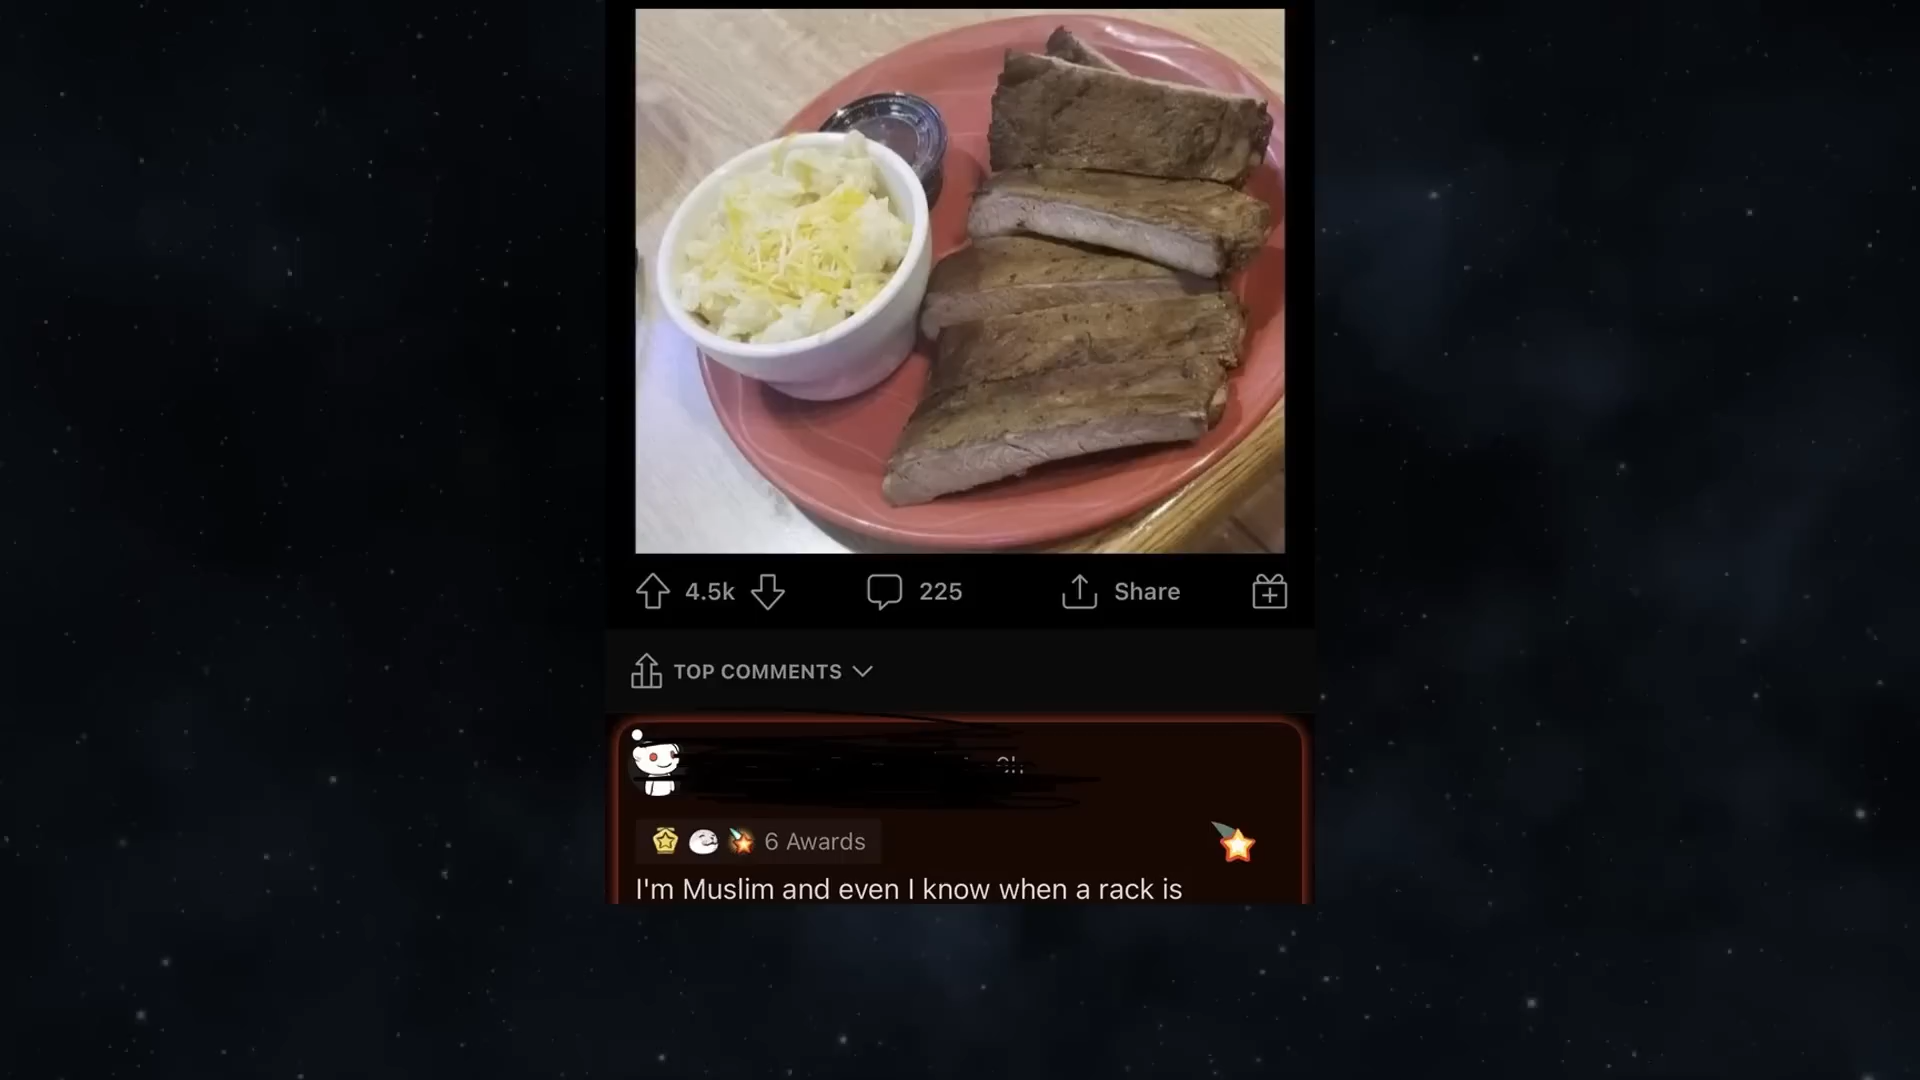 4.5k
225
Share
TOP COMMENTS
6 Awards
I'm Muslim and even I know when a rack is